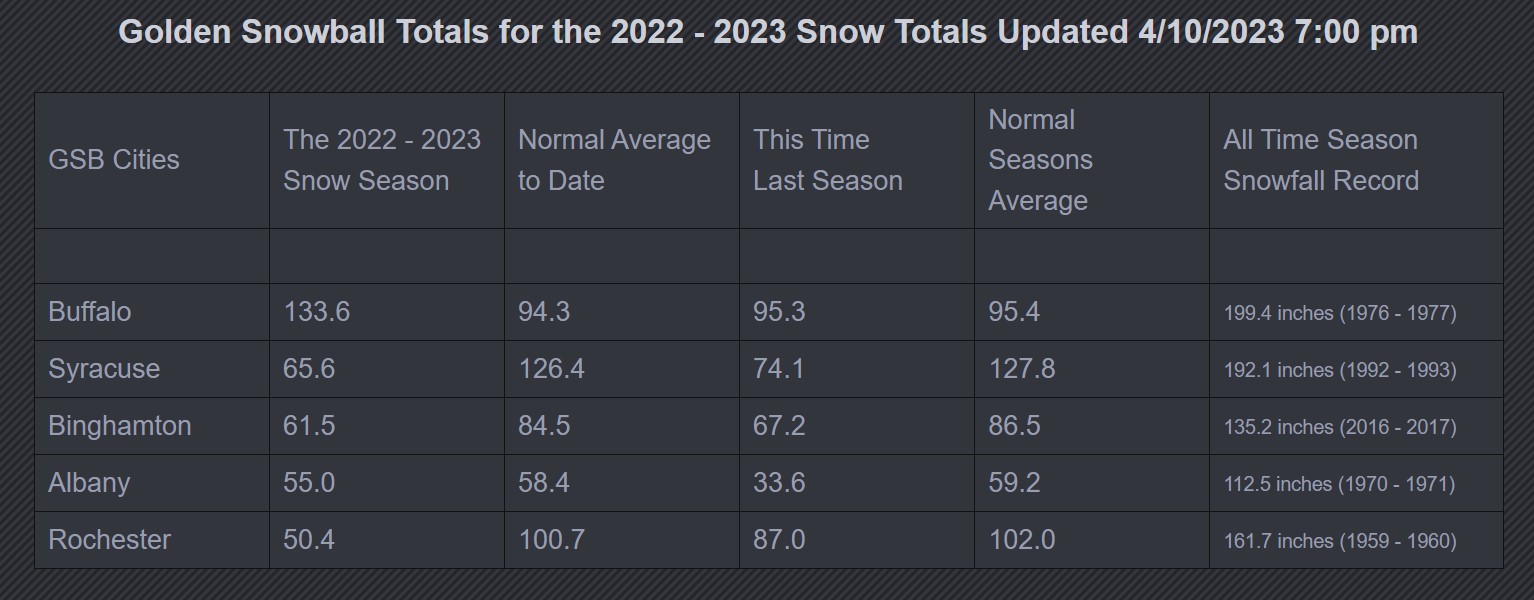 Golden Snowball Totals for the 2022 - 2023 Snow Totals Updated 4/10/2023 7:00 pm
GSB Cities
The 2022 - 2023
Snow Season
Normal Average
to Date
This Time
Last Season
Normal
Seasons
Average
All Time Season
Snowfall Record
Buffalo 133.6 94.3 95.3 95.4 199.4 inches (1976 - 1977)
Syracuse 65.6 126.4 74.1 127.8 192.1 inches (1992 - 1993)
Binghamton 61.5 84.5 67.2 86.5 135.2 inches (2016 - 2017)
Albany 55.0 58.4 33.6 59.2 112.5 inches (1970 - 1971)
Rochester 50.4 100.7 87.0 102.0 161.7 inches (1959 - 1960)